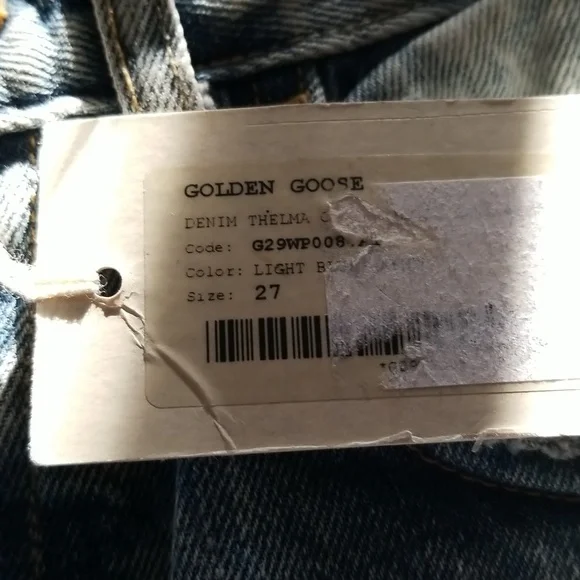 GOLDEN GOOSE
DENIM THELMA
Code: G29WP008
Color: LIGHT
Size: 27